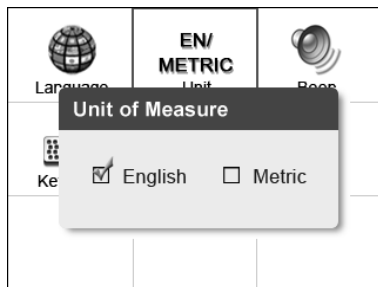 EN/
METRIC
Language
Unit
Beep
Unit of Measure
English
Metric